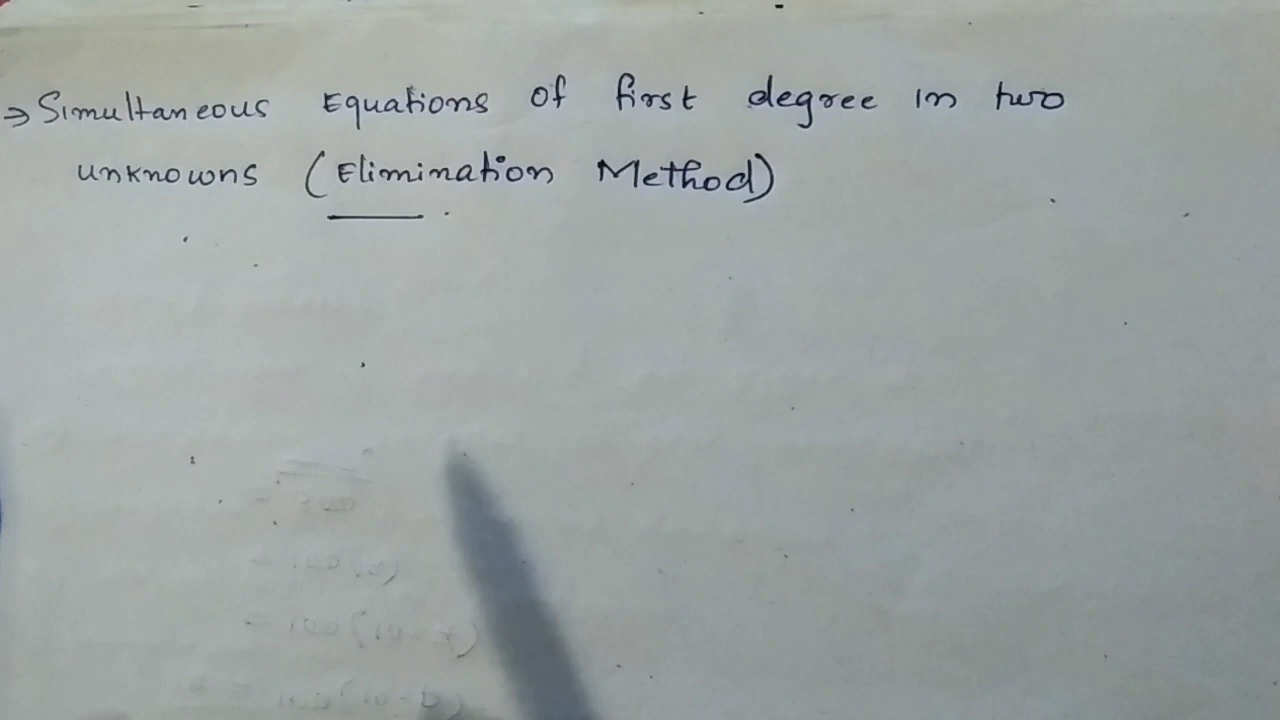 ⇒ Simultaneous Equations of first degree in two
unknowns (Elimination Method)